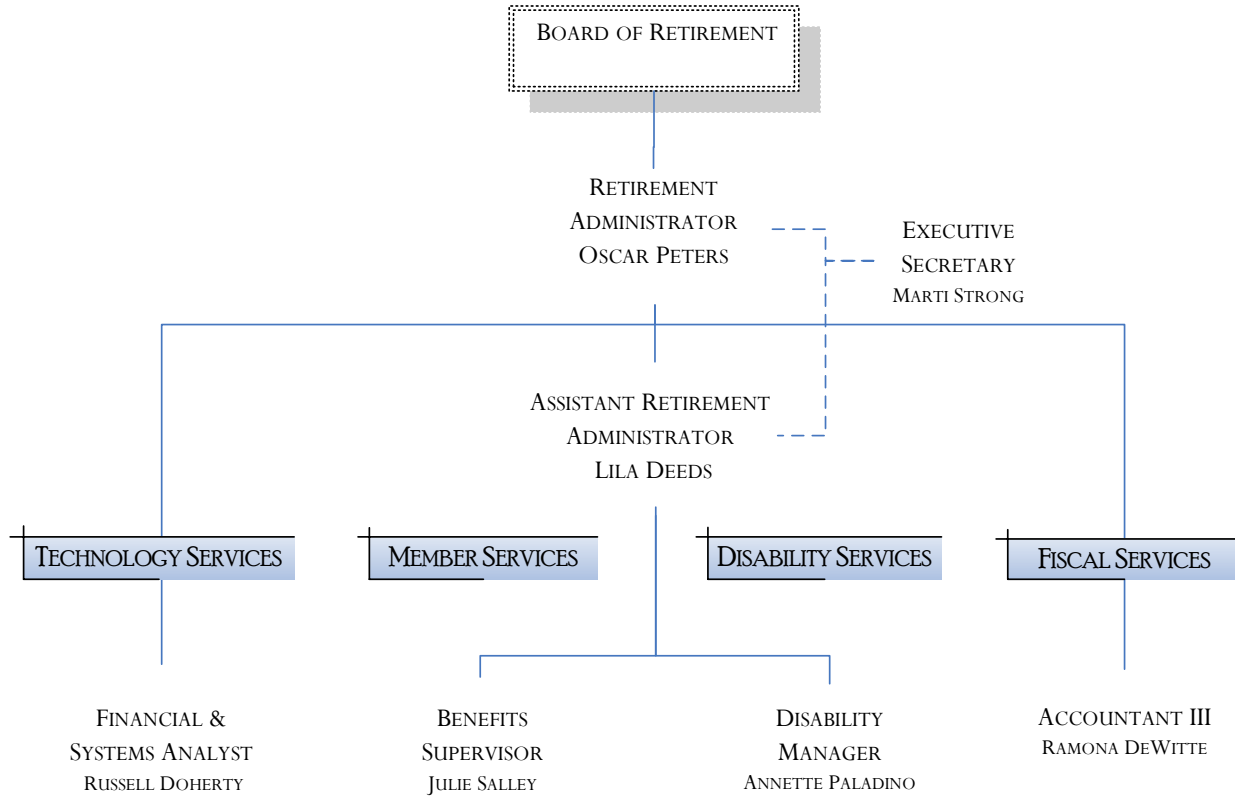 BOARD OF RETIREMENT
RETIREMENT
ADMINISTRATOR
OSCAR PETERS
EXECUTIVE
SECRETARY
MARTI STRONG
ASSISTANT RETIREMENT
ADMINISTRATOR
LILA DEEDS
TECHNOLOGY SERVICES
MEMBER SERVICES
DISABILITY SERVICES
FISCAL SERVICES
FINANCIAL &
SYSTEMS ANALYST
RUSSELL DOHERTY
BENEFITS
SUPERVISOR
JULIE SALLEY
DISABILITY
MANAGER
ANNETTE PALADINO
ACCOUNTANT III
RAMONA DEWITTE